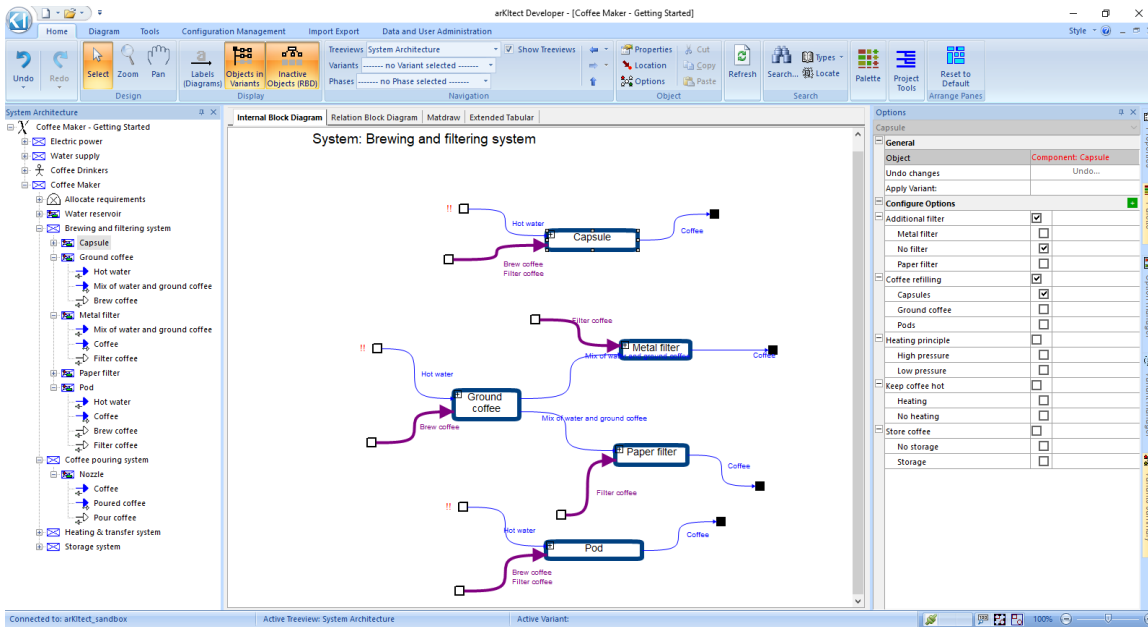 arKItect Developer - [Coffee Maker - Getting Started]
KI
Home Diagram Tools Configuration Management Import Export Data and User Administration Style
Undo Redo Select Zoom Pan Labels (Diagrams) Objects in Variants Inactive Objects (RBD)
Treeviews System Architecture Show Treeviews
Variants ------- no Variant selected -------
Phases ------- no Phase selected -------
Properties Cut
Location Copy
Options Paste
Refresh Search... Types Locate Palette Project Tools Reset to Default
Design Display Navigation Object Search Arrange Panes
System Architecture
Coffee Maker - Getting Started
Electric power
Water supply
Coffee Drinkers
Coffee Maker
Allocate requirements
Water reservoir
Brewing and filtering system
Capsule
Ground coffee
Hot water
Mix of water and ground coffee
Brew coffee
Metal filter
Mix of water and ground coffee
Coffee
Filter coffee
Paper filter
Pod
Hot water
Coffee
Brew coffee
Filter coffee
Coffee pouring system
Nozzle
Coffee
Poured coffee
Pour coffee
Heating & transfer system
Storage system
Internal Block Diagram Relation Block Diagram Matdraw Extended Tabular
System: Brewing and filtering system
!!
Hot water
Capsule
Coffee
Brew coffee
Filter coffee
Filter coffee
Metal filter
Mix of water and ground coffee
Coffee
!!
Hot water
Ground
coffee
Brew coffee
Mix of water and ground coffee
Paper filter
Coffee
Filter coffee
!!
Hot water
Pod
Coffee
Brew coffee
Filter coffee
Options
Capsule
General
Object Component: Capsule
Undo changes Undo...
Apply Variant:
Configure Options
Additional filter
Metal filter
No filter
Paper filter
Coffee refilling
Capsules
Ground coffee
Pods
Heating principle
High pressure
Low pressure
Keep coffee hot
Heating
No heating
Store coffee
No storage
Storage
Connected to: arKItect_sandbox Active Treeview: System Architecture Active Variant: 100%